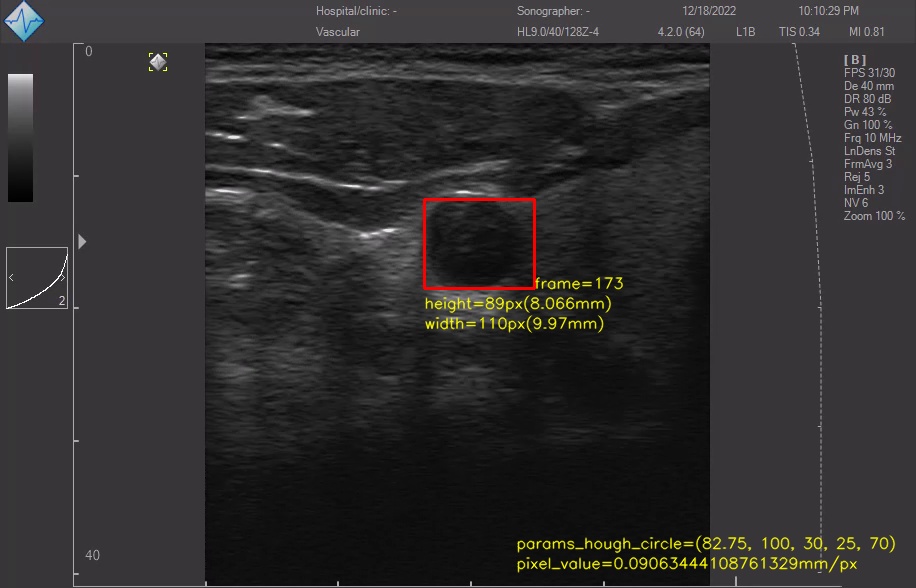 Hospital/clinic: - Sonographer: - 12/18/2022 10:10:29 PM
Vascular HL9.0/40/128Z-4 4.2.0 (64) L1B TIS 0.34 MI 0.81
0
[ B ]
FPS 31/30
De 40 mm
DR 80 dB
Pw 43 %
Gn 100 %
Frq 10 MHz
LnDens St
FrmAvg 3
Rej 5
ImEnh 3
NV 6
Zoom 100 %
< >
2
frame=173
height=89px(8.066mm)
width=110px(9.97mm)
40
params_hough_circle=(82.75, 100, 30, 25, 70)
pixel_value=0.09063444108761329mm/px